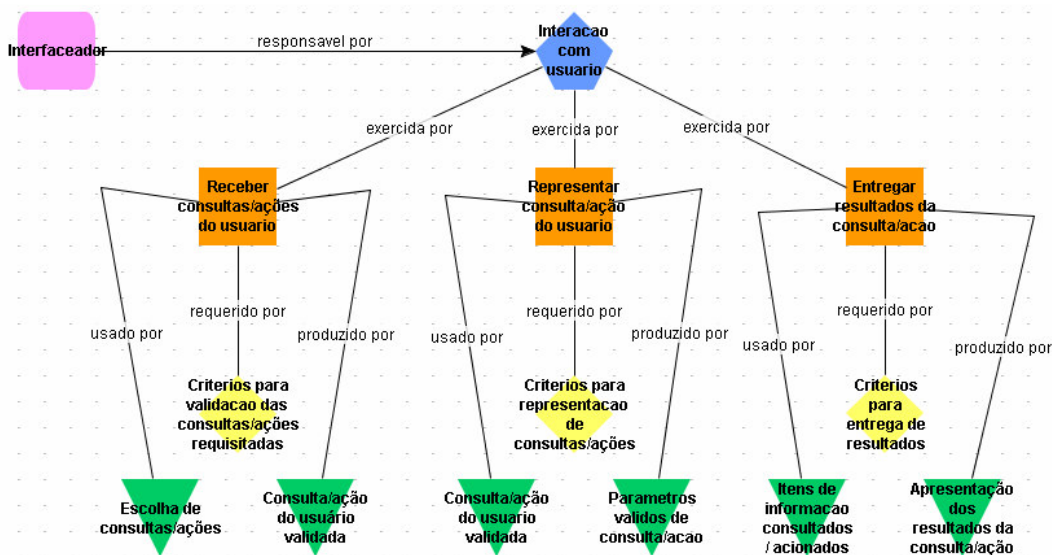 Interfaceador
responsavel por
Interacao
com
usuario
exercida por
exercida por
exercida por
Receber
consultas/ações
do usuario
Representar
consulta/ação
do usuario
Entregar
resultados da
consulta/acao
usado por
requerido por
produzido por
usado por
requerido por
produzido por
usado por
requerido por
produzido por
Criterios para
validacao das
consultas/ações
requisitadas
Criterios para
representacao
de
consultas/ações
Criterios
para
entrega de
resultados
Escolha de
consultas/ações
Consulta/ação
do usuário
validada
Consulta/ação
do usuario
validada
Parametros
validos de
consulta/acao
Itens de
informacao
consultados
/ acionados
Apresentação
dos
resultados da
consulta/ação